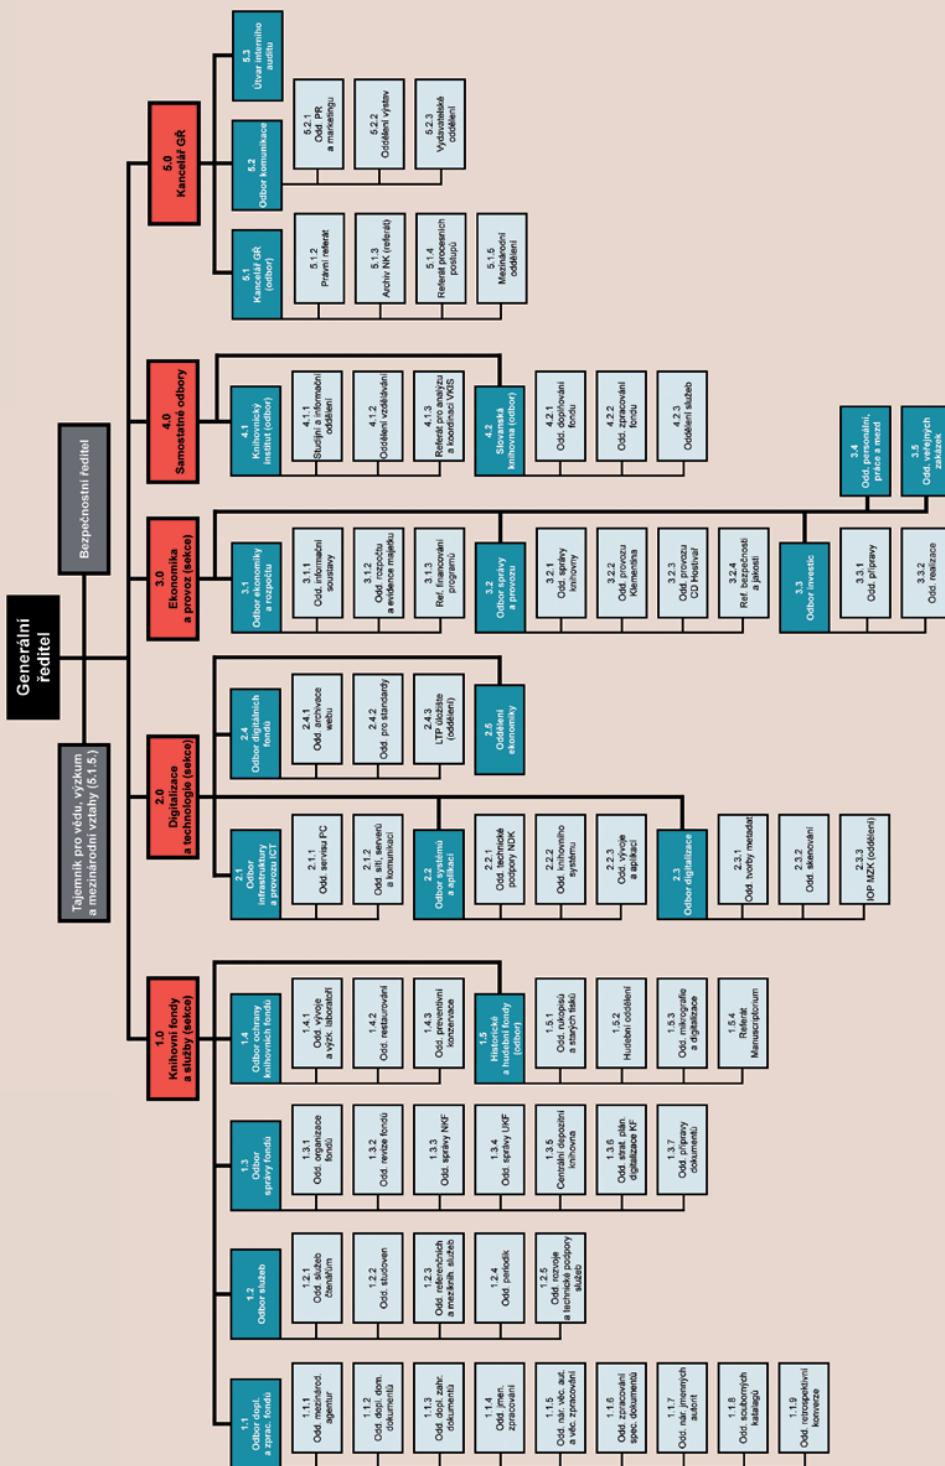 Generální
ředitel
Tajemník pro vědu, výzkum
a mezinárodní vztahy (5.1.5.)
Bezpečnostní ředitel
1.0
Knihovní fondy
a služby (sekce)
1.1
Odbor dopl.
a zprac. fondů
1.1.1
Odd. mezinárod.
agentur
1.1.2
Odd. dopl. dom.
dokumentů
1.1.3
Odd. dopl. zahr.
dokumentů
1.1.4
Odd. jmen.
zpracování
1.1.5
Odd. nár. věc. aut.
a věc. zpracování
1.1.6
Odd. zpracování
spec. dokumentů
1.1.7
Odd. nár. jmenných
autorit
1.1.8
Odd. souborných
katalogů
1.1.9
Odd. retrospektivní
konverze
1.2
Odbor služeb
1.2.1
Odd. služeb
čtenářům
1.2.2
Odd. studoven
1.2.3
Odd. referenčních
a meziknih. služeb
1.2.4
Odd. periodik
1.2.5
Odd. rozvoje
a technické podpory
služeb
1.3
Odbor
správy fondů
1.3.1
Odd. organizace
fondů
1.3.2
Odd. revize fondů
1.3.3
Odd. správy NKF
1.3.4
Odd. správy UKF
1.3.5
Centrální depozitní
knihovna
1.3.6
Odd. strat. plán.
digitalizace KF
1.3.7
Odd. přípravy
dokumentů
1.4
Odbor ochrany
knihovních fondů
1.4.1
Odd. vývoje
a výzk. laboratoří
1.4.2
Odd. restaurování
1.4.3
Odd. preventivní
konzervace
1.5
Historické
a hudební fondy
(odbor)
1.5.1
Odd. rukopisů
a starých tisků
1.5.2
Hudební oddělení
1.5.3
Odd. mikrografie
a digitalizace
1.5.4
Referát
Manuscriptorium
2.0
Digitalizace
a technologie (sekce)
2.1
Odbor
infrastruktury
a provozu ICT
2.1.1
Odd. servisu PC
2.1.2
Odd. sítí, serverů
a komunikací
2.2
Odbor systémů
a aplikací
2.2.1
Odd. technické
podpory NDK
2.2.2
Odd. knihovního
systému
2.2.3
Odd. vývoje
a aplikací
2.3
Odbor digitalizace
2.3.1
Odd. tvorby metadat
2.3.2
Odd. skenování
2.3.3
IOP MZK (oddělení)
2.4
Odbor digitálních
fondů
2.4.1
Odd. archivace
webu
2.4.2
Odd. pro standardy
2.4.3
LTP úložiště
(oddělení)
2.5
Oddělení
ekonomiky
3.0
Ekonomika
a provoz (sekce)
3.1
Odbor ekonomiky
a rozpočtu
3.1.1
Odd. informační
soustavy
3.1.2
Odd. rozpočtu
a evidence majetku
3.1.3
Ref. financování
programů
3.2
Odbor správy
a provozu
3.2.1
Odd. správy
knihovny
3.2.2
Odd. provozu
Klementina
3.2.3
Odd. provozu
CD Hostivař
3.2.4
Ref. bezpečnosti
a jakosti
3.3
Odbor investic
3.3.1
Odd. přípravy
3.3.2
Odd. realizace
3.4
Odd. personální,
práce a mezd
3.5
Odd. veřejných
zakázek
4.0
Samostatné odbory
4.1
Knihovnický
institut (odbor)
4.1.1
Studijní a informační
oddělení
4.1.2
Oddělení vzdělávání
4.1.3
Referát pro analýzu
a koordinaci VKIS
4.2
Slovanská
knihovna (odbor)
4.2.1
Odd. doplňování
fondu
4.2.2
Odd. zpracování
fondu
4.2.3
Oddělení služeb
5.0
Kancelář GŘ
5.1
Kancelář GŘ
(odbor)
5.1.2
Právní referát
5.1.3
Archiv NK (referát)
5.1.4
Referát procesních
postupů
5.1.5
Mezinárodní
oddělení
5.2
Odbor komunikace
5.2.1
Odd. PR
a marketingu
5.2.2
Oddělení výstav
5.2.3
Vydavatelské
oddělení
5.3
Útvar interního
auditu